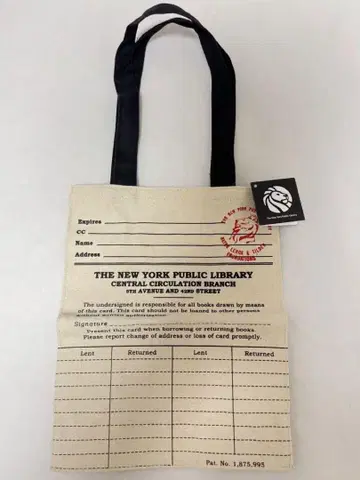 Expires
CC
Name
Address
THE NEW YORK PUBLIC LIBRARY
CENTRAL CIRCULATION BRANCH
5TH AVENUE AND 42ND STREET
The undersigned is responsible for all books drawn by means
of this card. This card should not be loaned to other persons
Signature
Present this card when borrowing or returning books.
Please report change of address or loss of card promptly.
Lent Returned Lent Returned
Pat. No. 1,875,995
LENOX & TILDEN
FOUNDATIONS